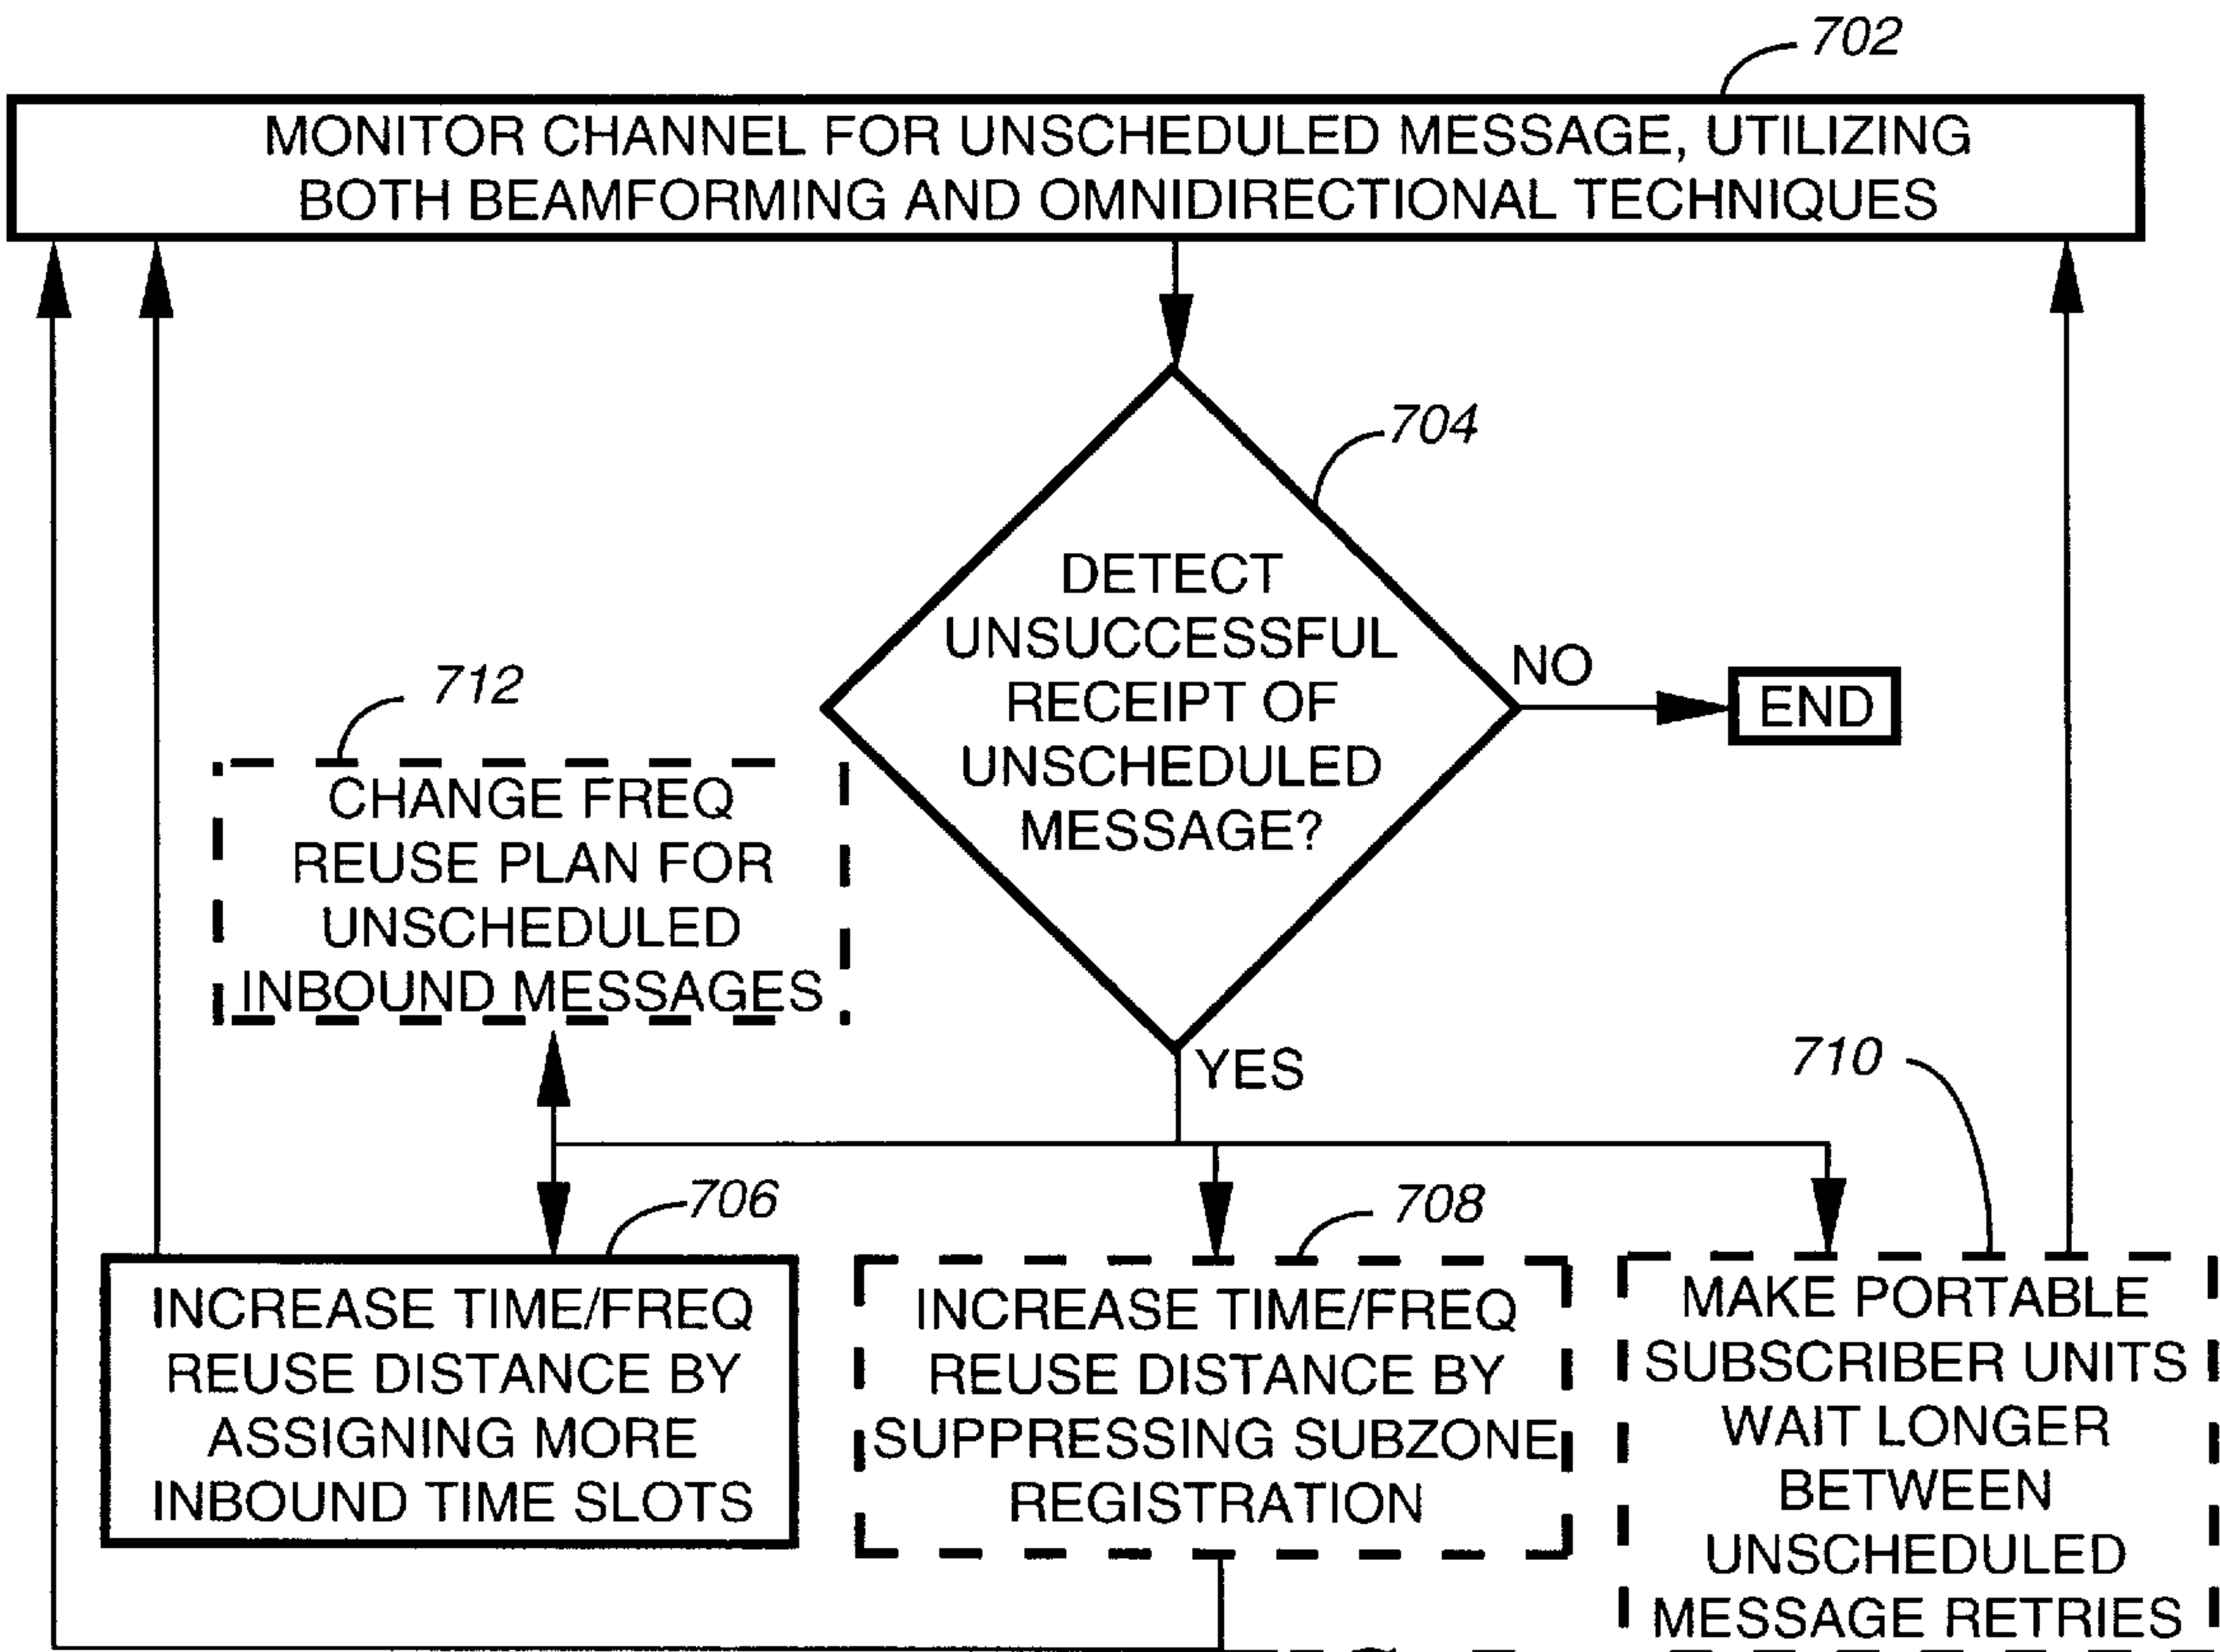 702
MONITOR CHANNEL FOR UNSCHEDULED MESSAGE, UTILIZING
BOTH BEAMFORMING AND OMNIDIRECTIONAL TECHNIQUES
704
DETECT
UNSUCCESSFUL
RECEIPT OF
UNSCHEDULED
MESSAGE?
NO
END
712
CHANGE FREQ
REUSE PLAN FOR
UNSCHEDULED
INBOUND MESSAGES
YES
706
INCREASE TIME/FREQ
REUSE DISTANCE BY
ASSIGNING MORE
INBOUND TIME SLOTS
708
INCREASE TIME/FREQ
REUSE DISTANCE BY
SUPPRESSING SUBZONE
REGISTRATION
710
MAKE PORTABLE
SUBSCRIBER UNITS
WAIT LONGER
BETWEEN
UNSCHEDULED
MESSAGE RETRIES